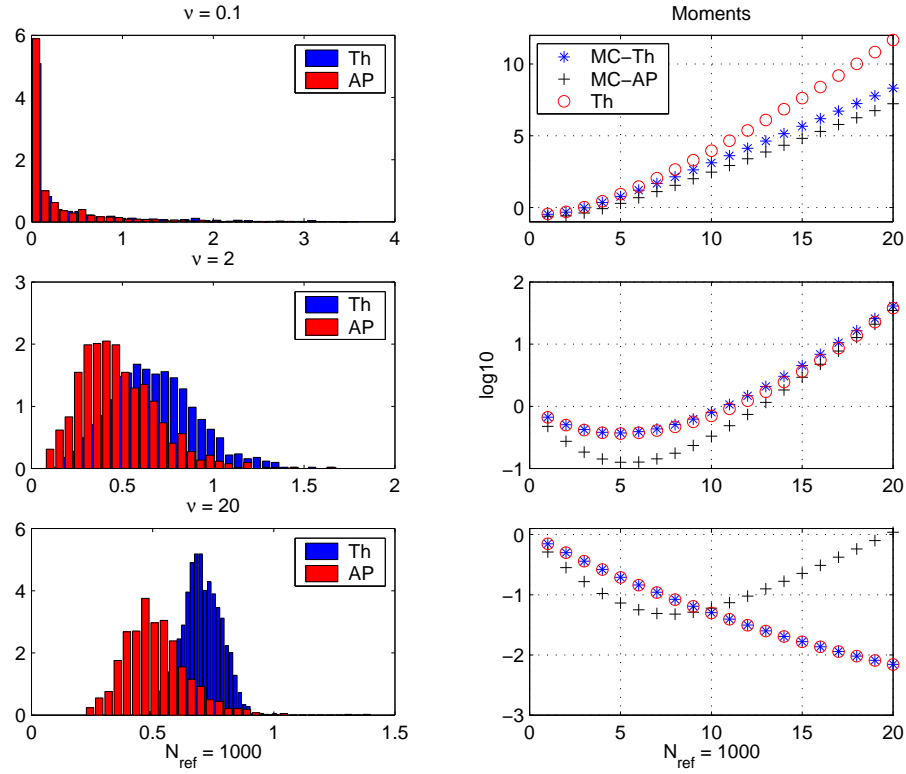 ν = 0.1
6
4
2
0
0 1 2 3 4
Th
AP
Moments
10
5
0
0 5 10 15 20
MC−Th
MC−AP
Th
ν = 2
3
2
1
0
0 0.5 1 1.5 2
Th
AP
log10
2
1
0
−1
0 5 10 15 20
ν = 20
6
4
2
0
0 0.5 1 1.5
N_ref = 1000
Th
AP
0
−1
−2
−3
0 5 10 15 20
N_ref = 1000